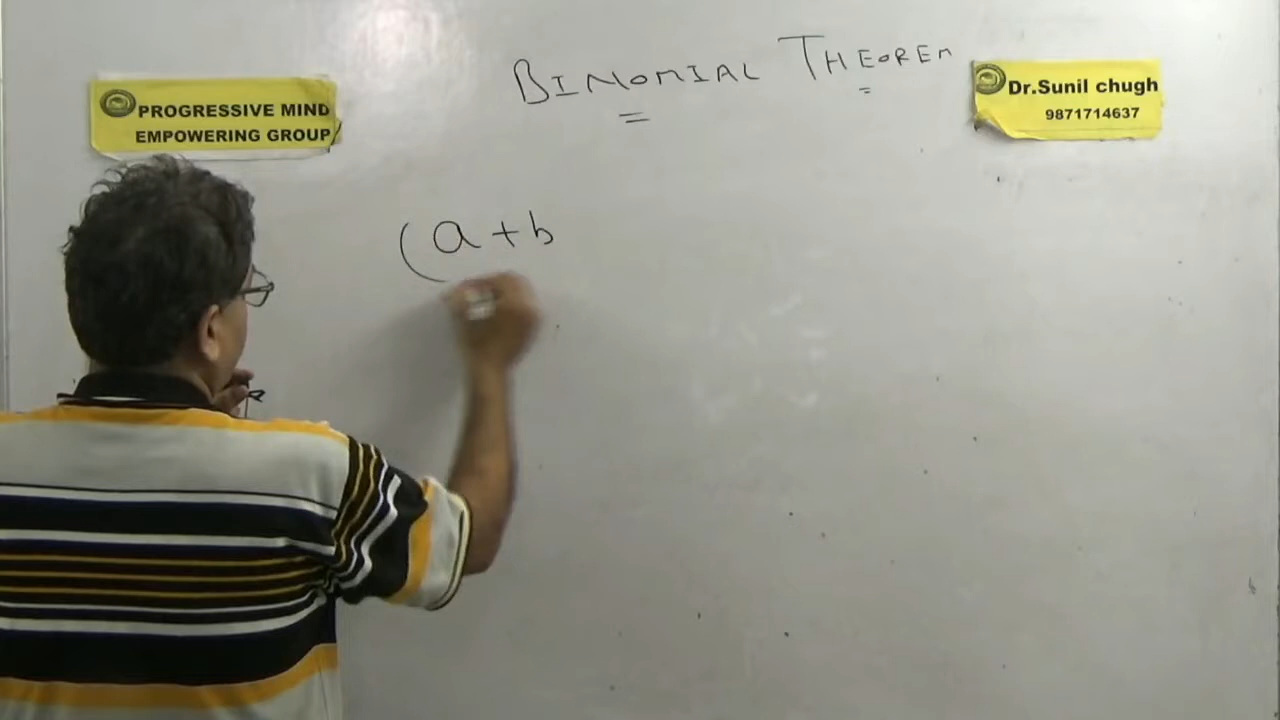 BINOMIAL THEOREM
PROGRESSIVE MIND
EMPOWERING GROUP
Dr.Sunil chugh
9871714637
(a+b